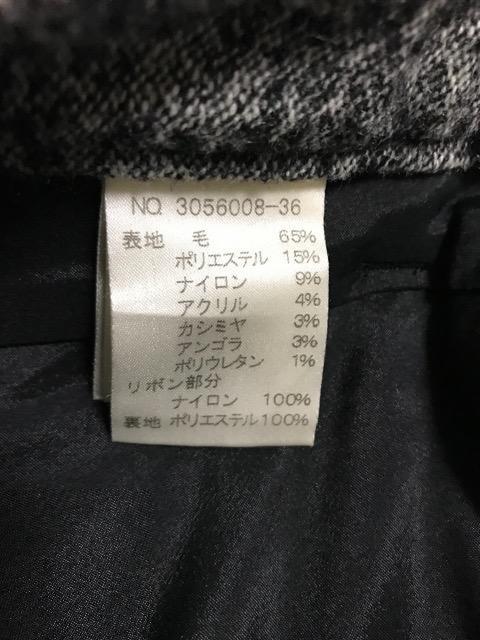 NO. 3056008-36
表地 毛 65%
ポリエステル 15%
ナイロン 9%
アクリル 4%
カシミヤ 3%
アンゴラ 3%
ポリウレタン 1%
リボン部分
ナイロン 100%
裏地 ポリエステル100%